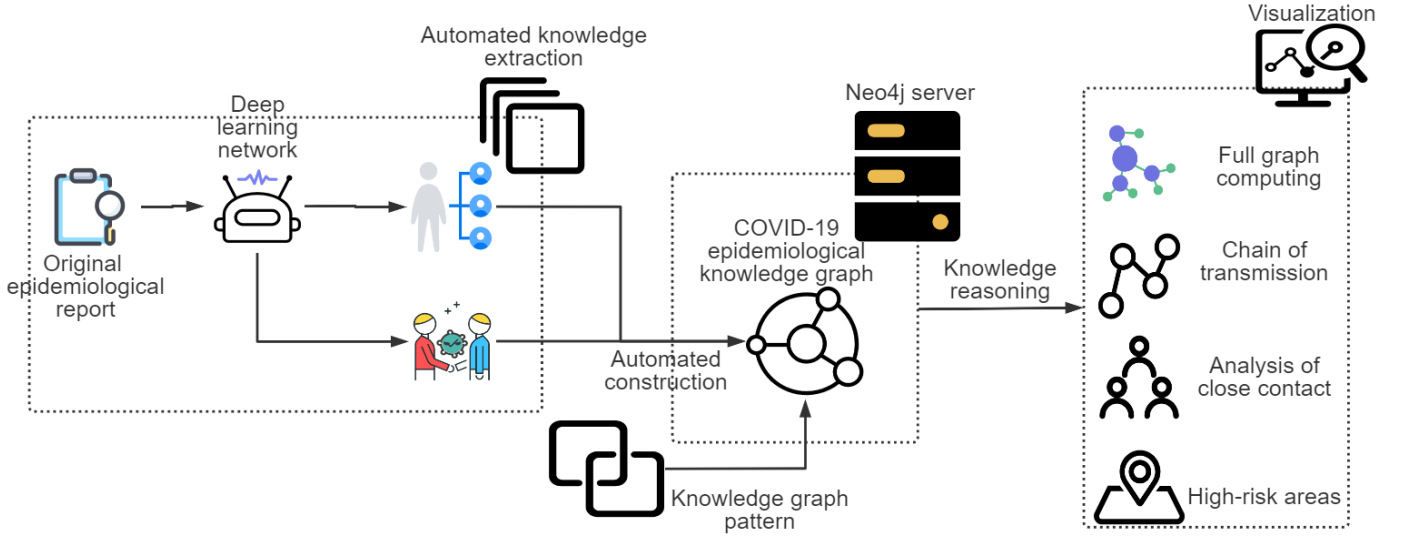 Visualization
Automated knowledge
extraction
Neo4j server
Deep
learning
network
Full graph
computing
COVID-19
epidemiological
knowledge graph
Original
epidemiological
report
Knowledge
reasoning
Chain of
transmission
Automated
construction
Analysis of
close contact
Knowledge graph
pattern
High-risk areas